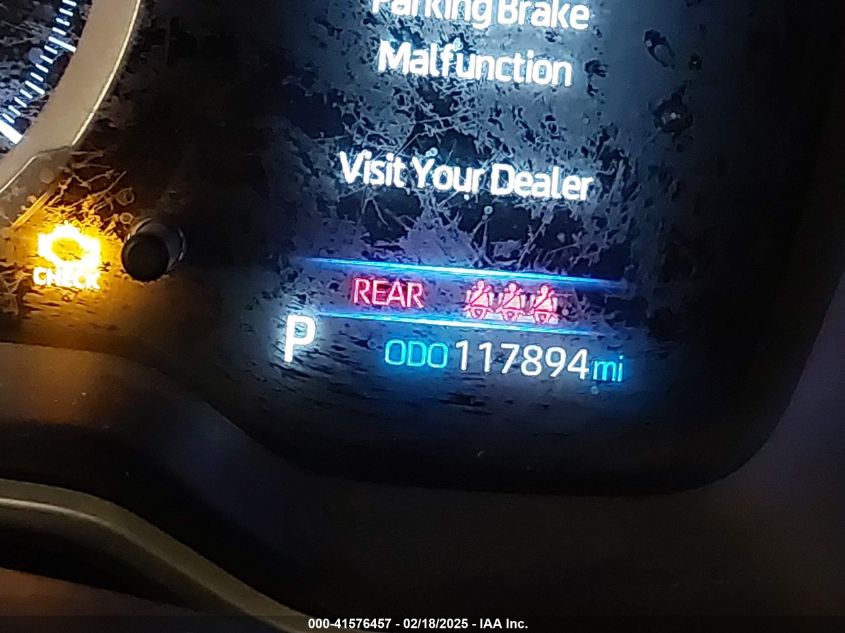 Parking Brake
Malfunction
Visit Your Dealer
CHECK
REAR
P
ODO 117894 mi
000-41576457 - 02/18/2025 - IAA Inc.